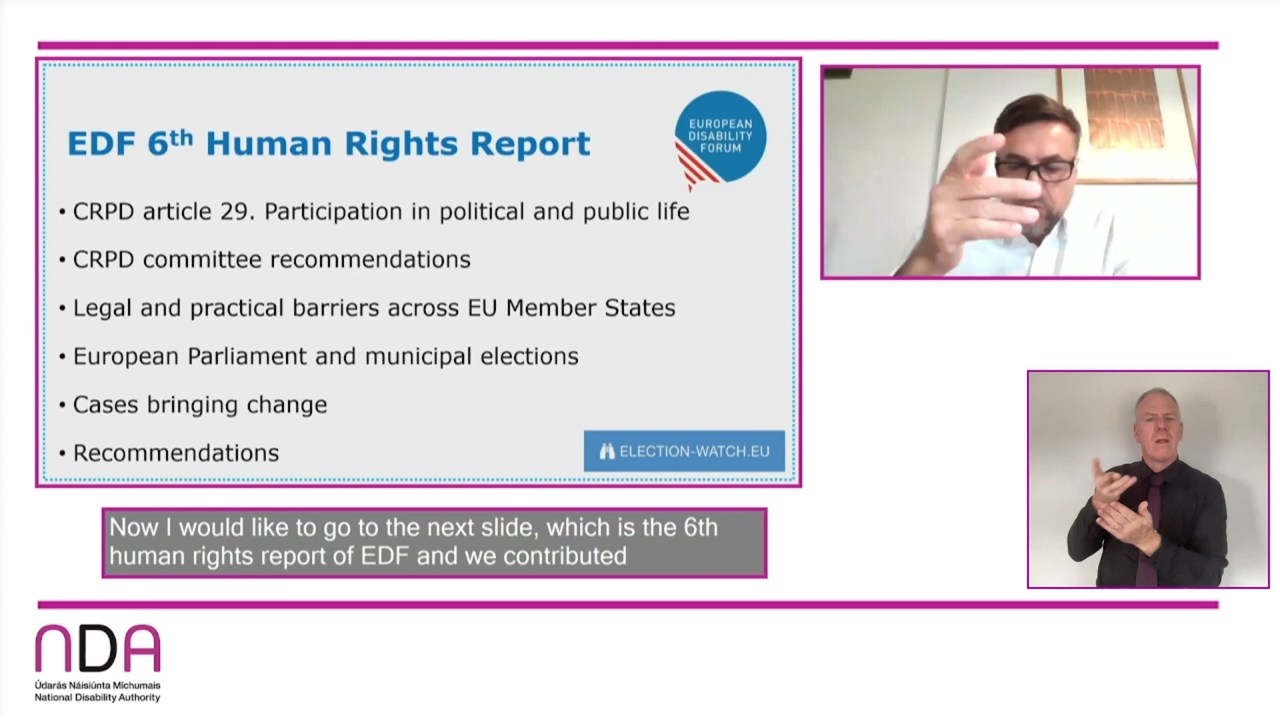 EDF 6th Human Rights Report
EUROPEAN
DISABILITY
FORUM
• CRPD article 29. Participation in political and public life
• CRPD committee recommendations
• Legal and practical barriers across EU Member States
• European Parliament and municipal elections
• Cases bringing change
• Recommendations
ELECTION-WATCH.EU
Now I would like to go to the next slide, which is the 6th
human rights report of EDF and we contributed
NDA
Údarás Náisiúnta Míchumais
National Disability Authority